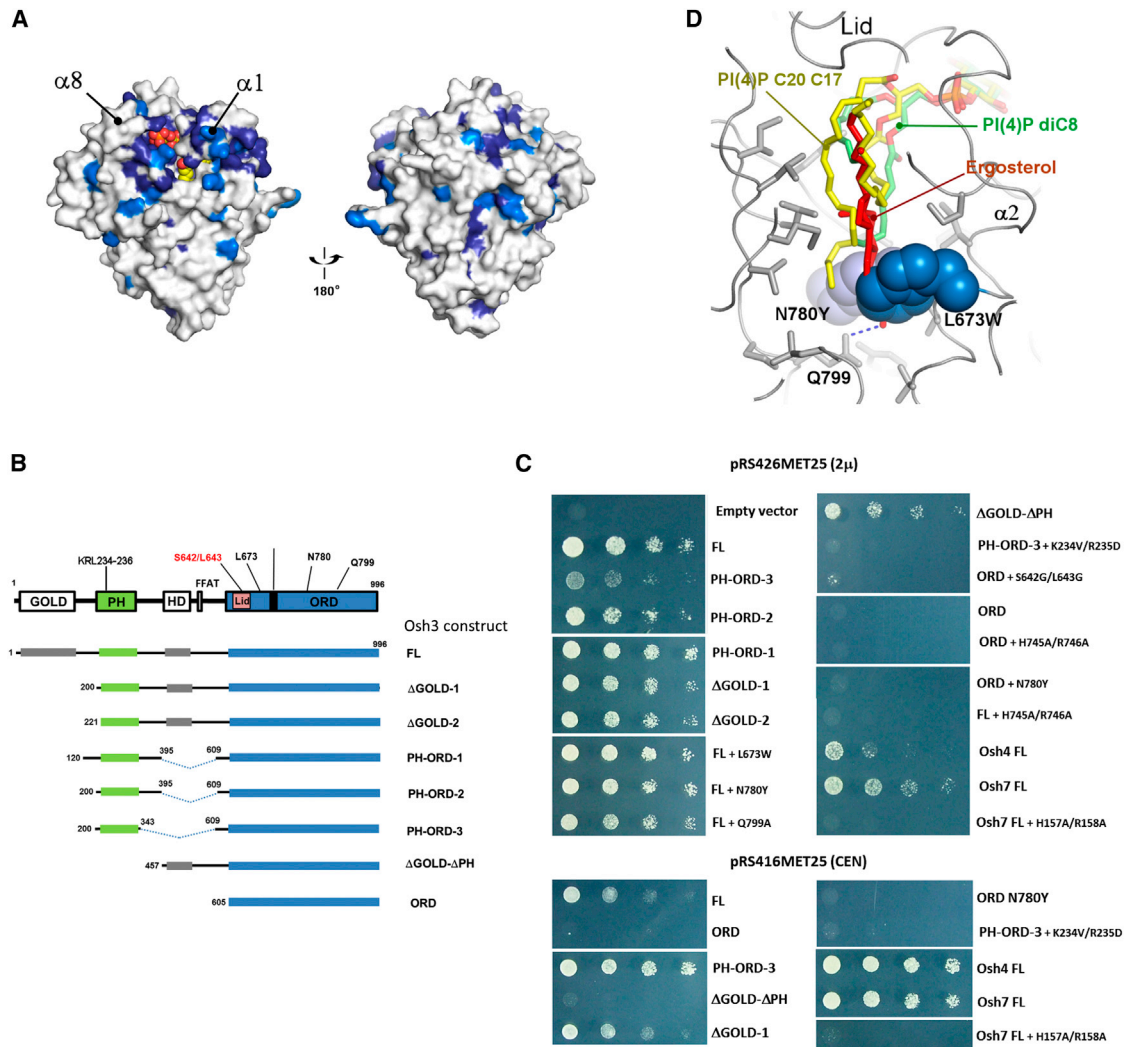 A
α8
α1
180°
D
Lid
PI(4)P C20 C17
PI(4)P diC8
Ergosterol
α2
N780Y
L673W
Q799
B
KRL234-236
S642/L643
L673
N780
Q799
1
FFAT
996
GOLD
PH
HD
Lid
ORD
Osh3 construct
996
1
FL
200
ΔGOLD-1
221
ΔGOLD-2
120
395
609
PH-ORD-1
200
395
609
PH-ORD-2
200
343
609
PH-ORD-3
457
ΔGOLD-ΔPH
605
ORD
C
pRS426MET25 (2μ)
Empty vector
FL
PH-ORD-3
PH-ORD-2
PH-ORD-1
ΔGOLD-1
ΔGOLD-2
FL + L673W
FL + N780Y
FL + Q799A
ΔGOLD-ΔPH
PH-ORD-3 + K234V/R235D
ORD + S642G/L643G
ORD
ORD + H745A/R746A
ORD + N780Y
FL + H745A/R746A
Osh4 FL
Osh7 FL
Osh7 FL + H157A/R158A
pRS416MET25 (CEN)
FL
ORD
PH-ORD-3
ΔGOLD-ΔPH
ΔGOLD-1
ORD N780Y
PH-ORD-3 + K234V/R235D
Osh4 FL
Osh7 FL
Osh7 FL + H157A/R158A